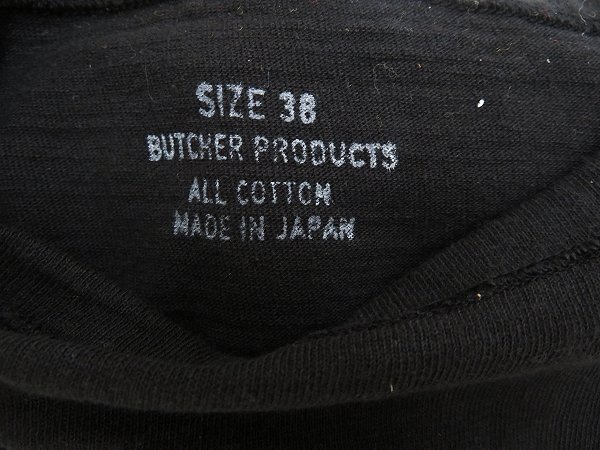 SIZE 38
BUTCHER PRODUCTS
ALL COTTON
MADE IN JAPAN